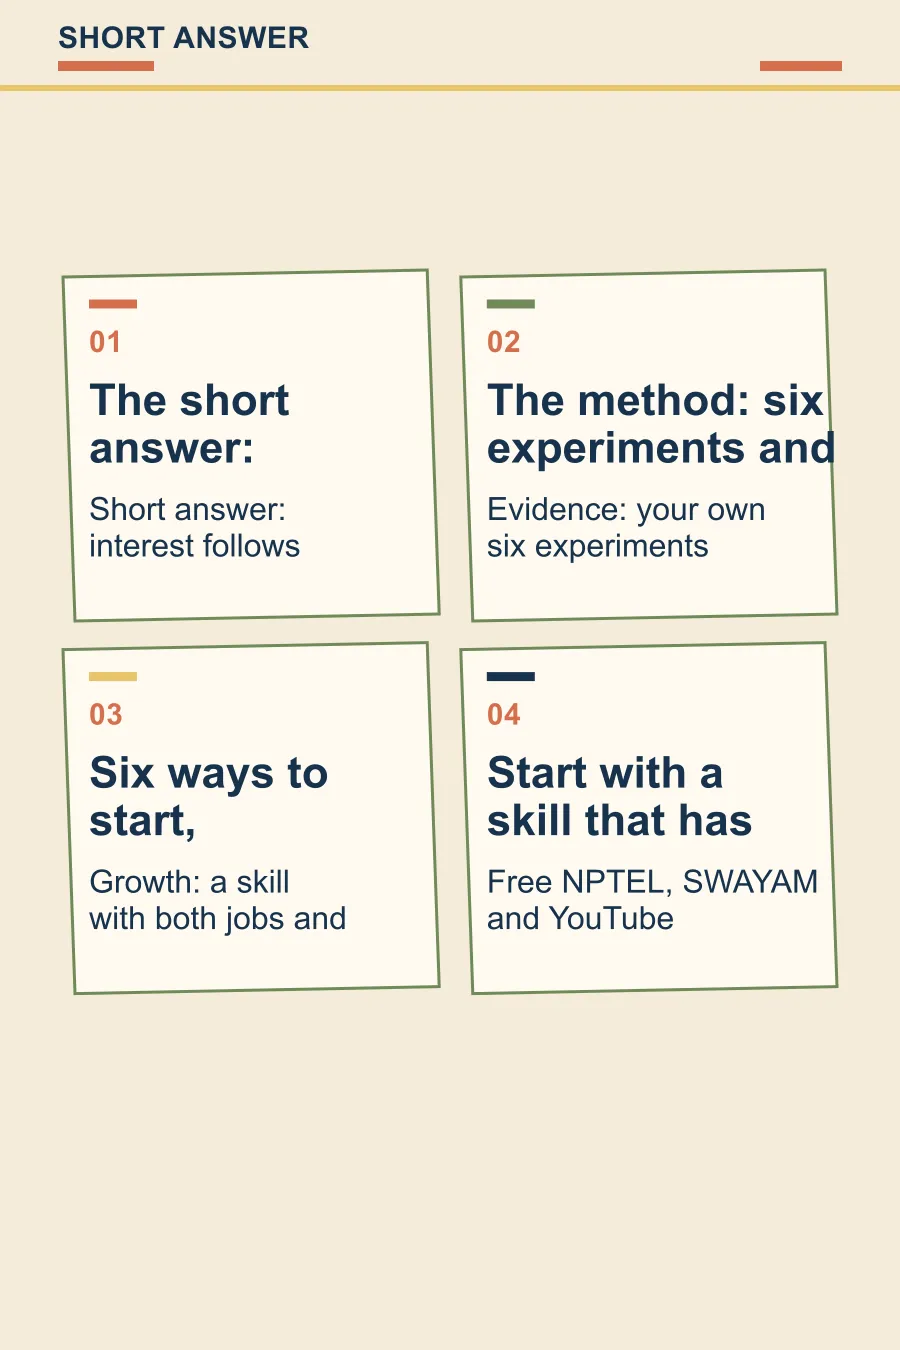 SHORT ANSWER
01
The short
answer:
Short answer:
interest follows
02
The method: six
experiments and
Evidence: your own
six experiments
03
Six ways to
start,
Growth: a skill
with both jobs and
04
Start with a
skill that has
Free NPTEL, SWAYAM
and YouTube